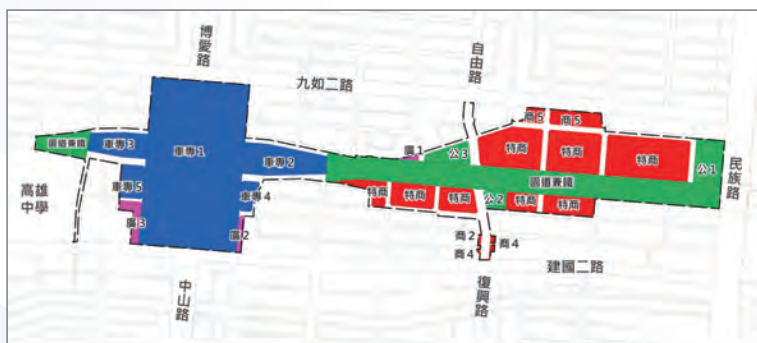 博愛路
自由路
九如二路
商5
商5
廣1
車專3
車專1
園道兼鐵
公3
特商
特商
特商
車專2
公1
民族路
園道兼鐵
高雄中學
車專5
車專4
特商
特商
特商
公2
特商
特商
廣3
廣2
商2
商4
商4
建國二路
中山路
復興路